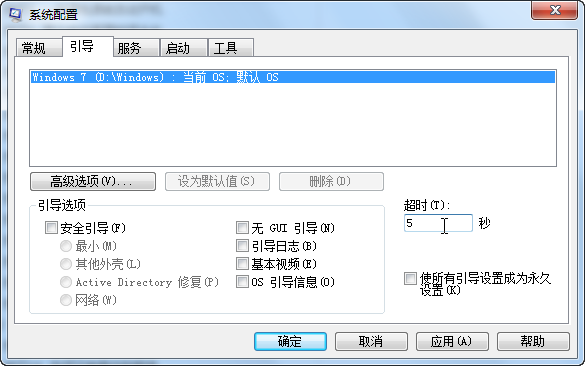 系统配置
常规 引导 服务 启动 工具
Windows 7 (D:\Windows) : 当前 OS; 默认 OS
高级选项(V)... 设为默认值(S) 删除(D)
引导选项 超时(T):
安全引导(F) 无 GUI 引导(N) 5 秒
最小(M) 引导日志(B)
其他外壳(L) 基本视频(E)
Active Directory 修复(P) OS 引导信息(O)
网络(W)
使所有引导设置成为永久
设置(K)
确定 取消 应用(A) 帮助